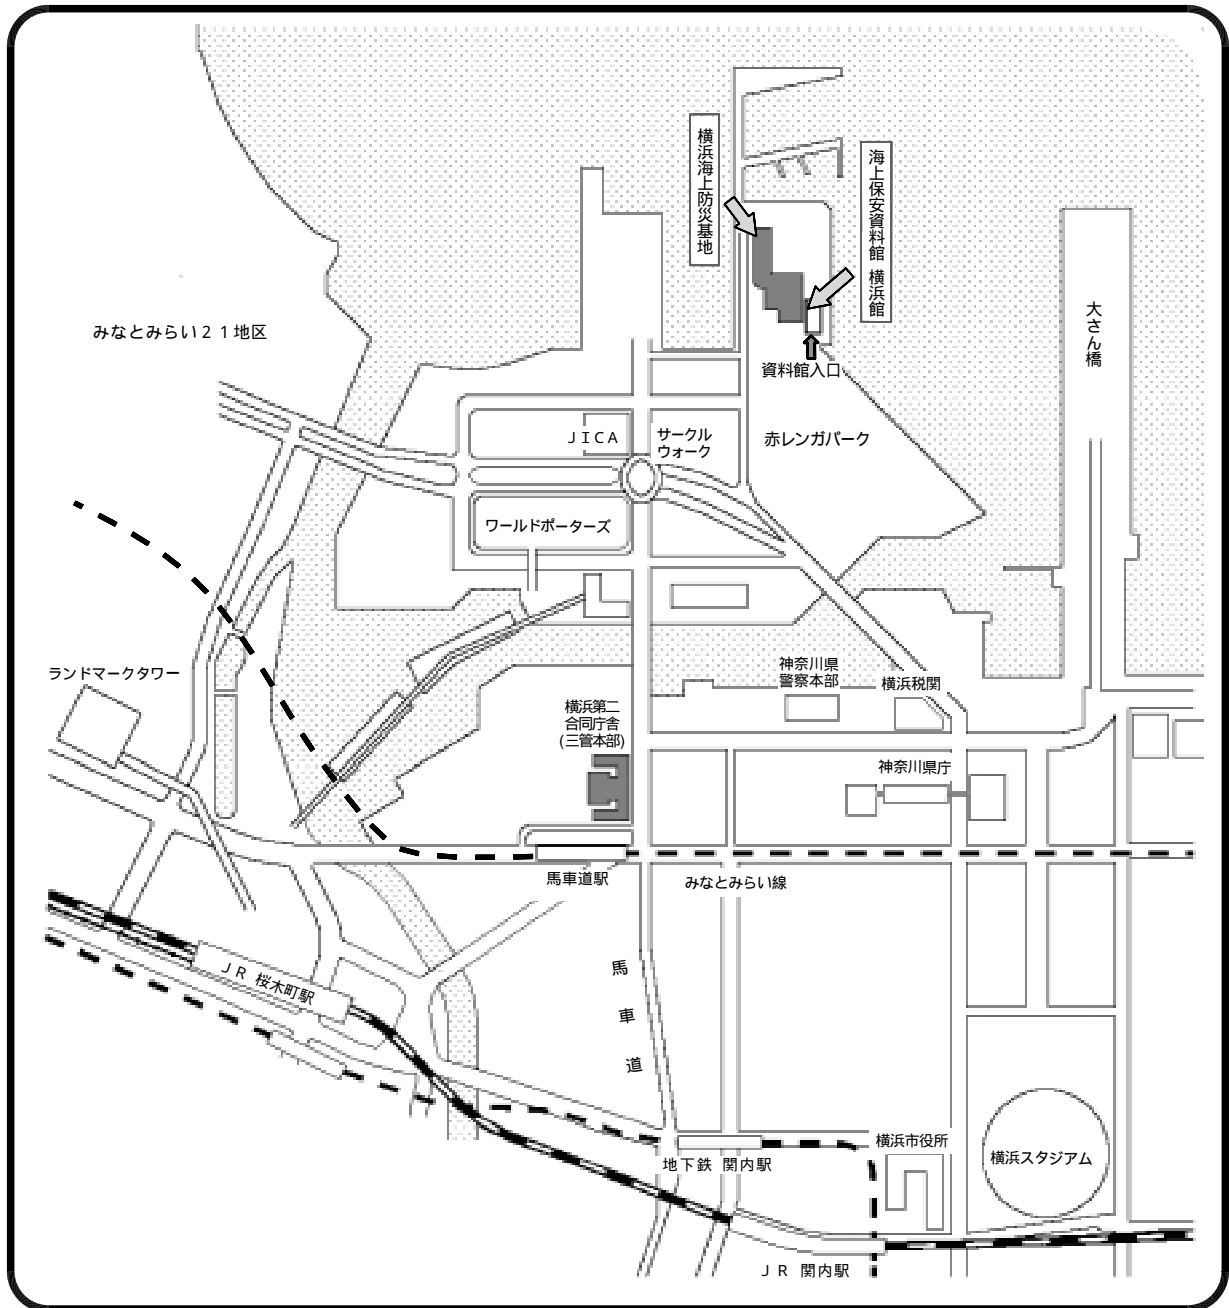 横浜海上防災基地
海上保安資料館 横浜館
大さん橋
みなとみらい21地区
資料館入口
JICA
サークル
ウォーク
赤レンガパーク
ワールドポーターズ
ランドマークタワー
神奈川県
警察本部
横浜税関
横浜第二
合同庁舎
(三管本部)
神奈川県庁
馬車道駅
みなとみらい線
JR 桜木町駅
馬車道
横浜市役所
地下鉄 関内駅
横浜スタジアム
JR 関内駅